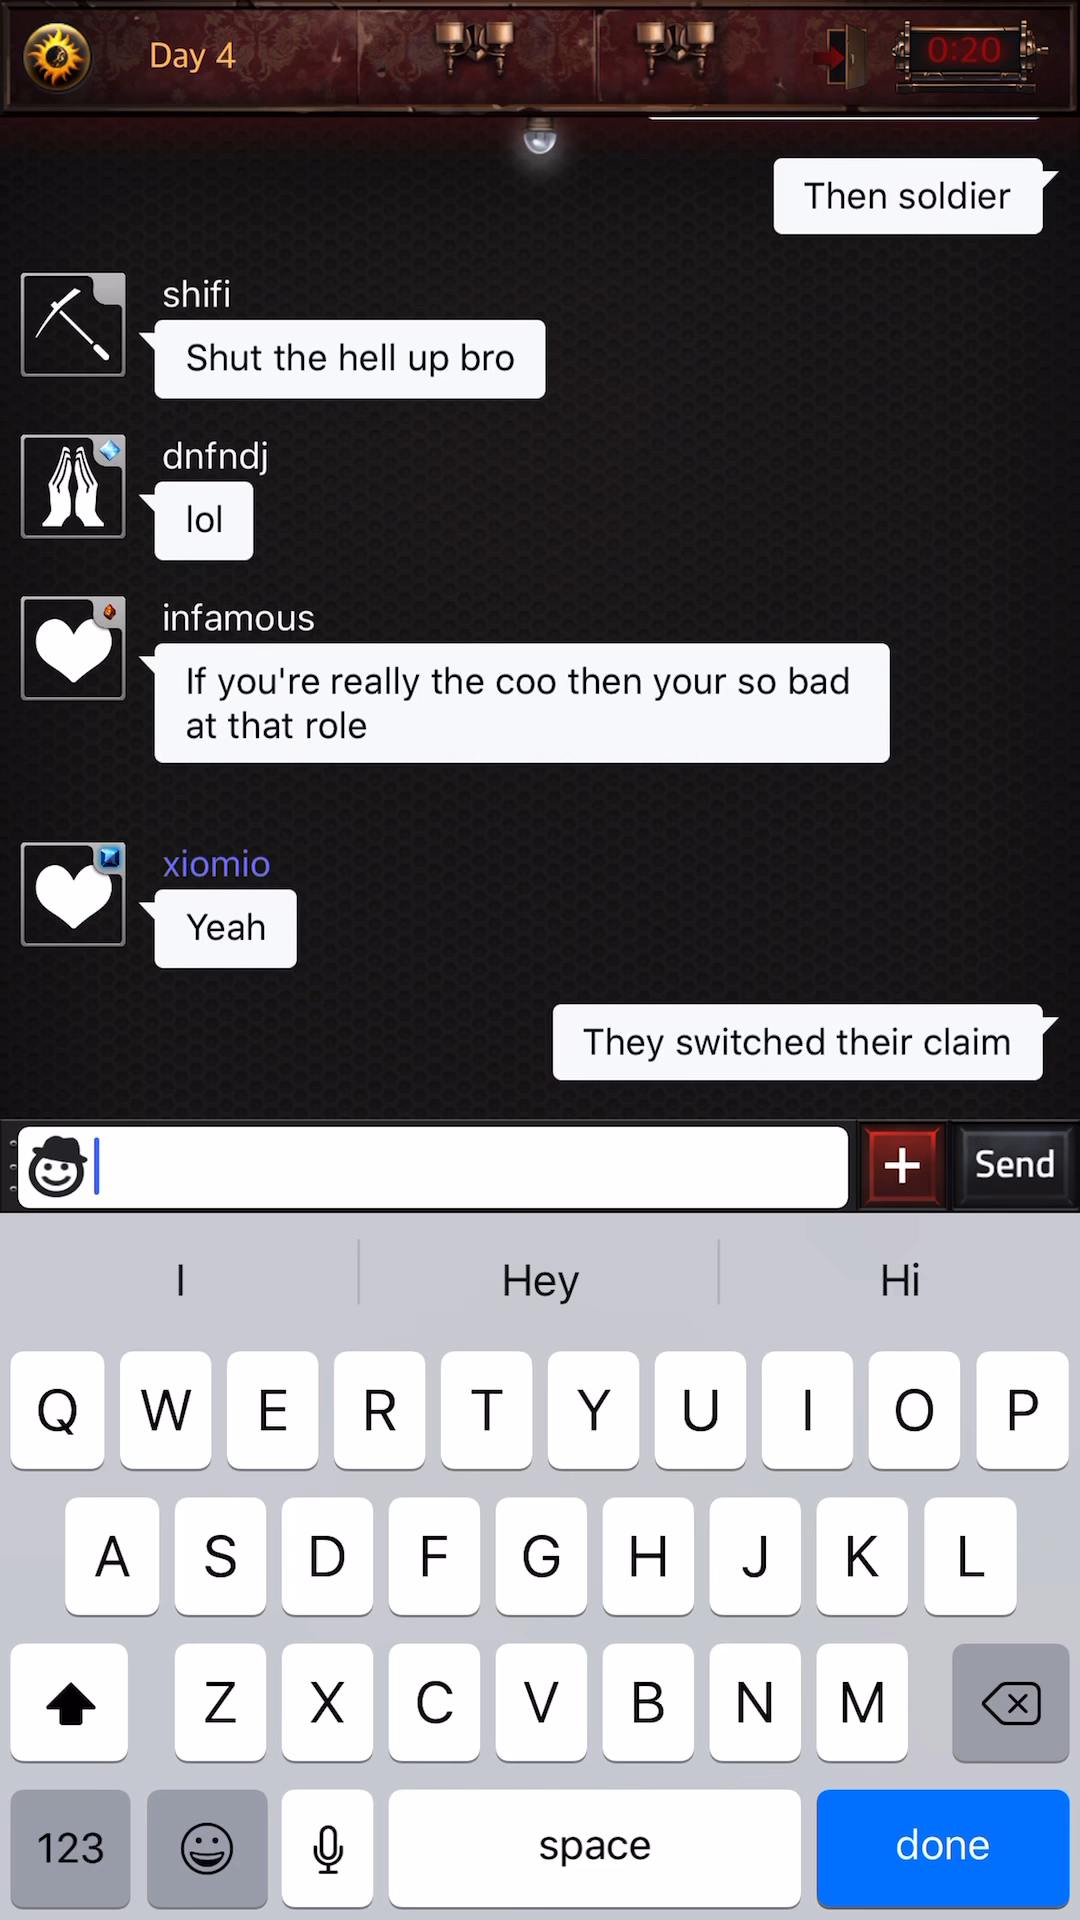 Day 4
0:20
Then soldier
shifi
Shut the hell up bro
dnfndj
lol
infamous
If you're really the coo then your so bad
at that role
xiomio
Yeah
They switched their claim
+ Send
I Hey Hi
Q W E R T Y U I O P
A S D F G H J K L
Z X C V B N M
123 space done